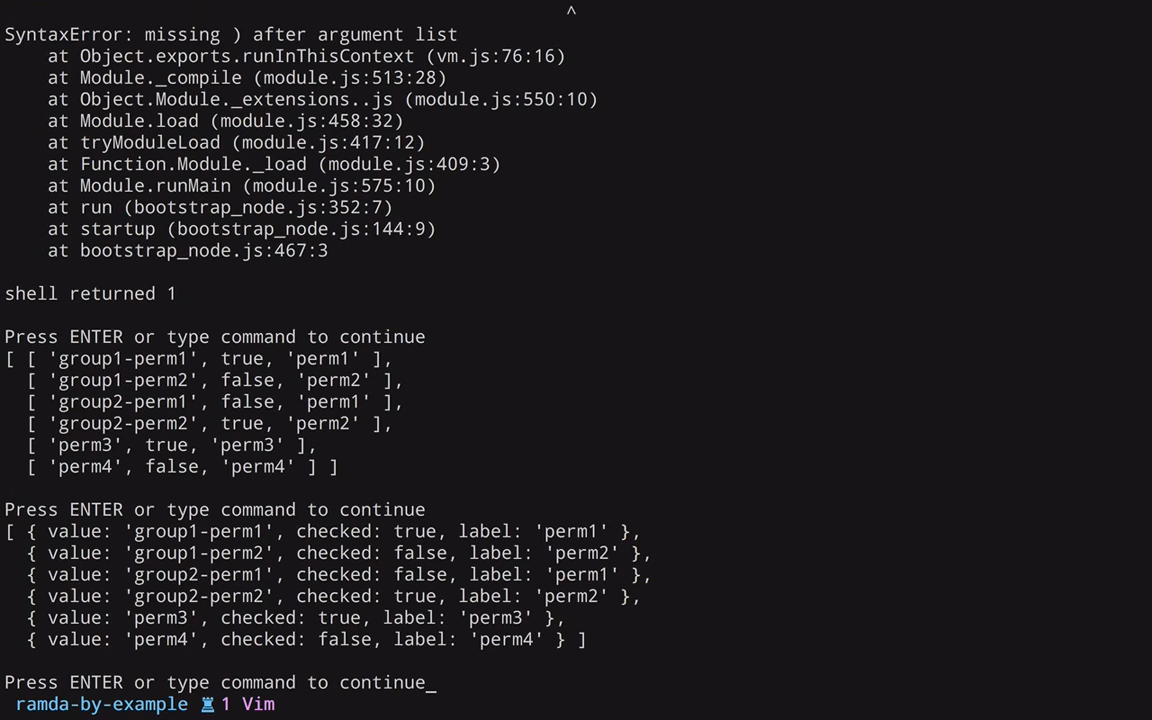 ^
SyntaxError: missing ) after argument list
    at Object.exports.runInThisContext (vm.js:76:16)
    at Module._compile (module.js:513:28)
    at Object.Module._extensions..js (module.js:550:10)
    at Module.load (module.js:458:32)
    at tryModuleLoad (module.js:417:12)
    at Function.Module._load (module.js:409:3)
    at Module.runMain (module.js:575:10)
    at run (bootstrap_node.js:352:7)
    at startup (bootstrap_node.js:144:9)
    at bootstrap_node.js:467:3
shell returned 1
Press ENTER or type command to continue
[ [ 'group1-perm1', true, 'perm1' ],
  [ 'group1-perm2', false, 'perm2' ],
  [ 'group2-perm1', false, 'perm1' ],
  [ 'group2-perm2', true, 'perm2' ],
  [ 'perm3', true, 'perm3' ],
  [ 'perm4', false, 'perm4' ] ]
Press ENTER or type command to continue
[ { value: 'group1-perm1', checked: true, label: 'perm1' },
  { value: 'group1-perm2', checked: false, label: 'perm2' },
  { value: 'group2-perm1', checked: false, label: 'perm1' },
  { value: 'group2-perm2', checked: true, label: 'perm2' },
  { value: 'perm3', checked: true, label: 'perm3' },
  { value: 'perm4', checked: false, label: 'perm4' } ]
Press ENTER or type command to continue_
ramda-by-example ♜ 1 Vim